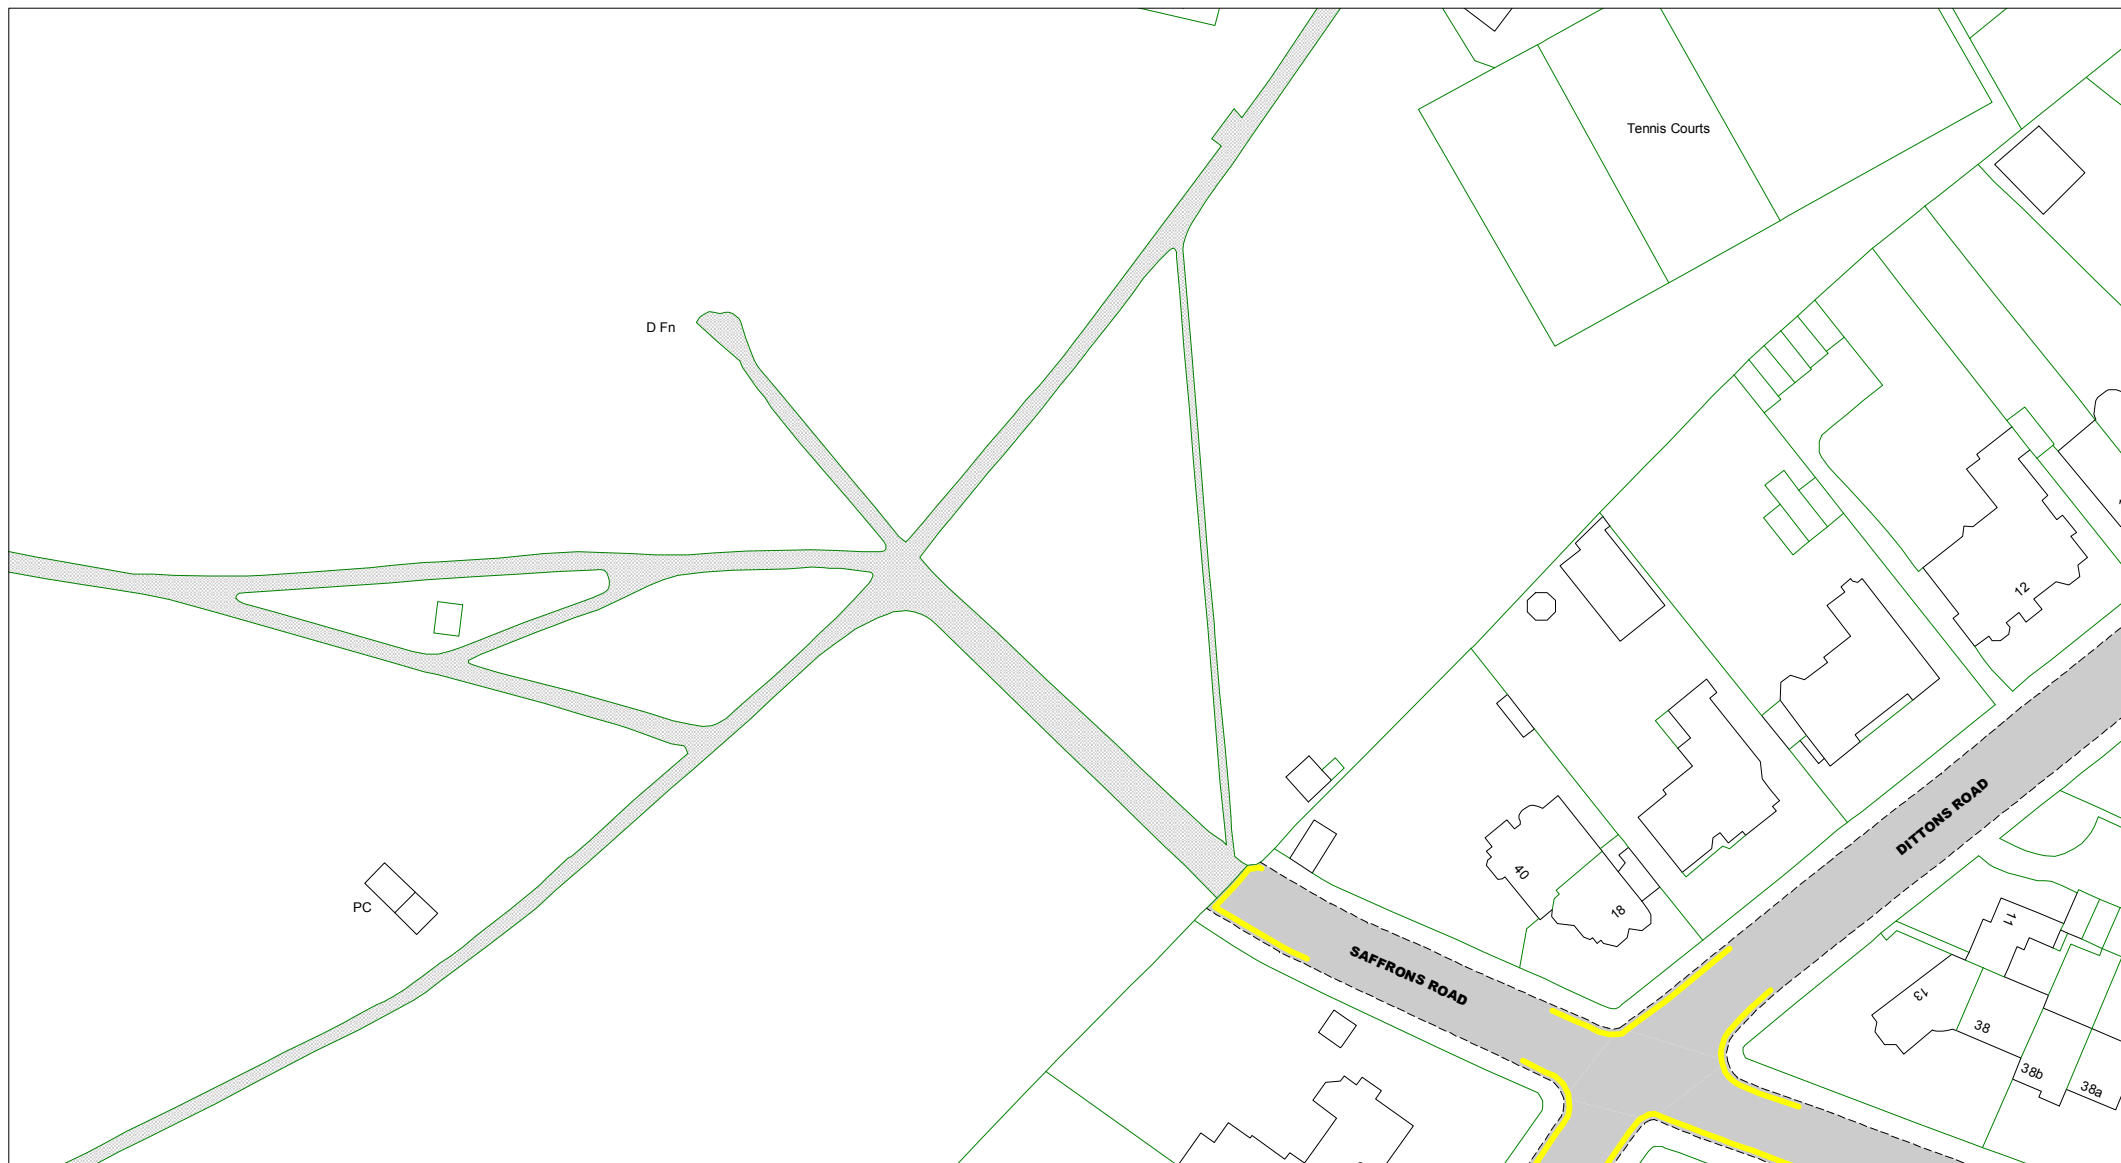 Tennis Courts
D Fn
12
DITTONS ROAD
40
18
PC
11
SAFFRONS ROAD
13
38
38b
38a